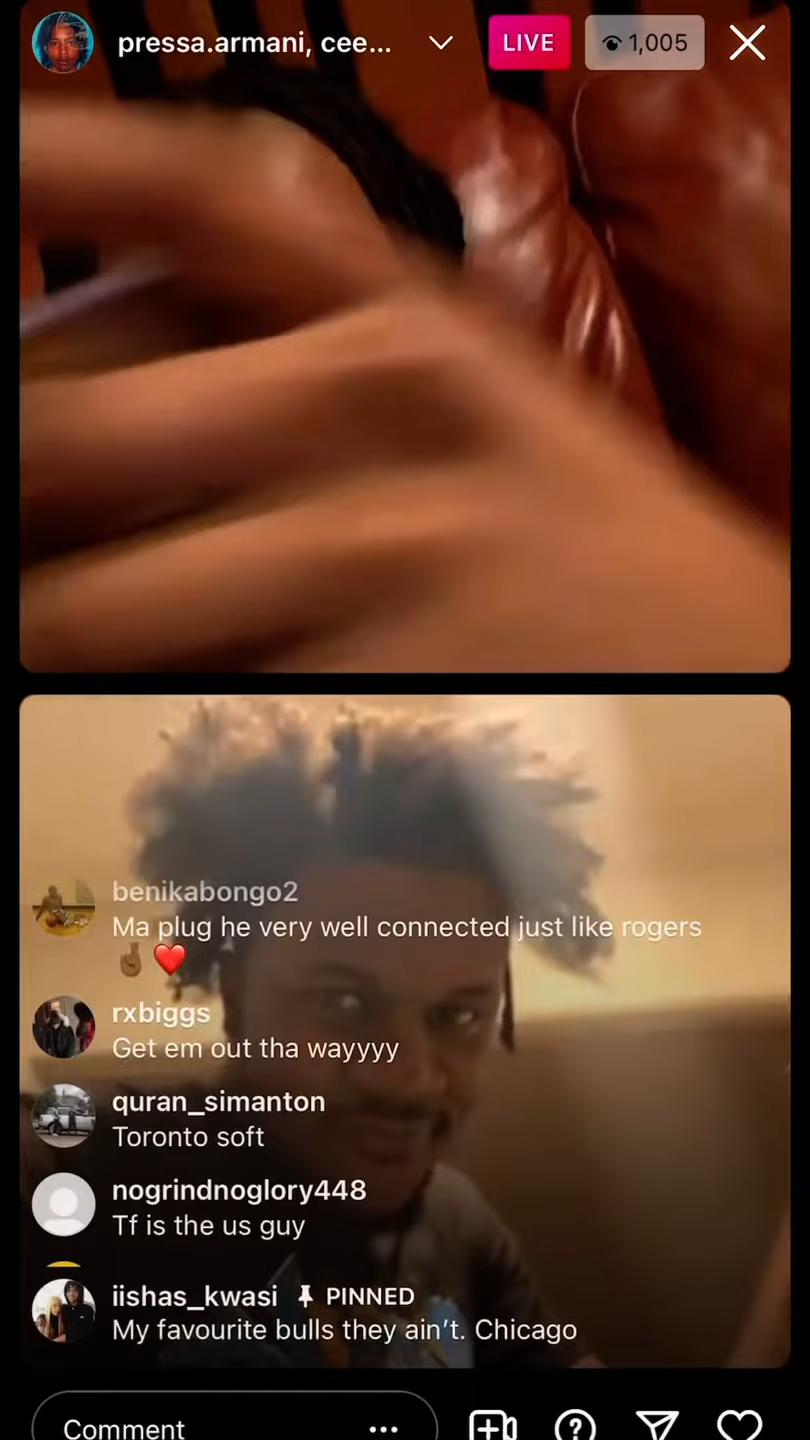 pressa.armani, cee...
LIVE
1,005
benikabongo2
Ma plug he very well connected just like rogers
🤞🏾❤️
rxbiggs
Get em out tha wayyyy
quran_simanton
Toronto soft
nogrindnoglory448
Tf is the us guy
iishas_kwasi PINNED
My favourite bulls they ain't. Chicago
Comment